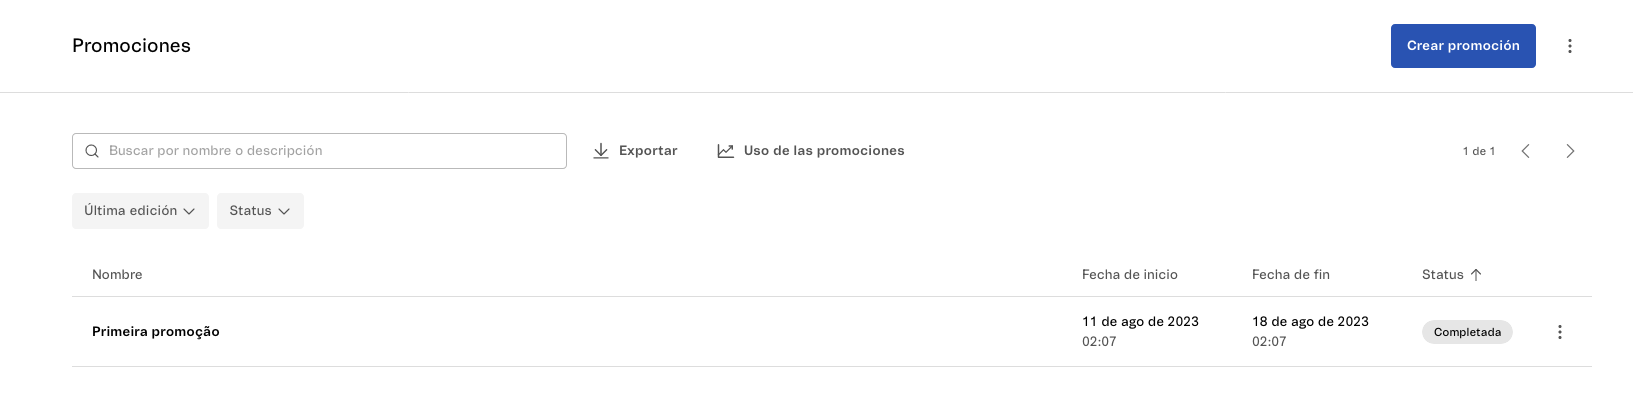 Promociones
Crear promoción
Buscar por nombre o descripción
Exportar
Uso de las promociones
1 de 1
Última edición
Status
Nombre
Fecha de inicio
Fecha de fin
Status
Primeira promoção
11 de ago de 2023
02:07
18 de ago de 2023
02:07
Completada